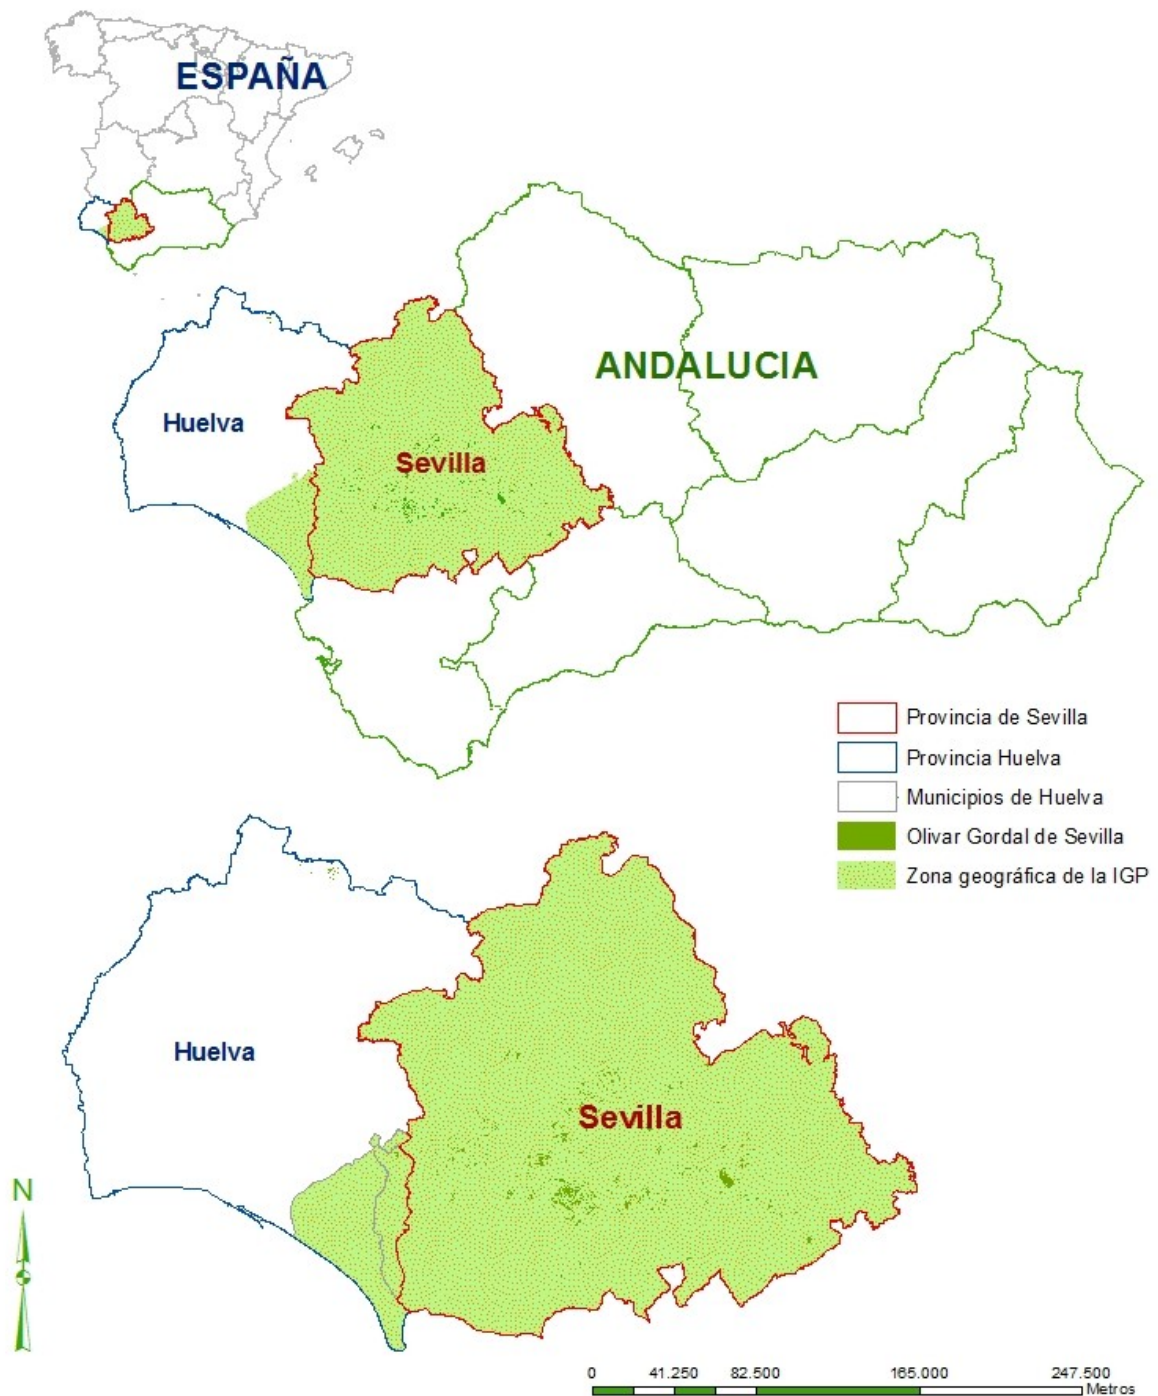 ESPAÑA
ANDALUCIA
Huelva
Sevilla
Provincia de Sevilla
Provincia Huelva
Municipios de Huelva
Olivar Gordal de Sevilla
Zona geográfica de la IGP
Huelva
Sevilla
N
0 41.250 82.500 165.000 247.500
Metros